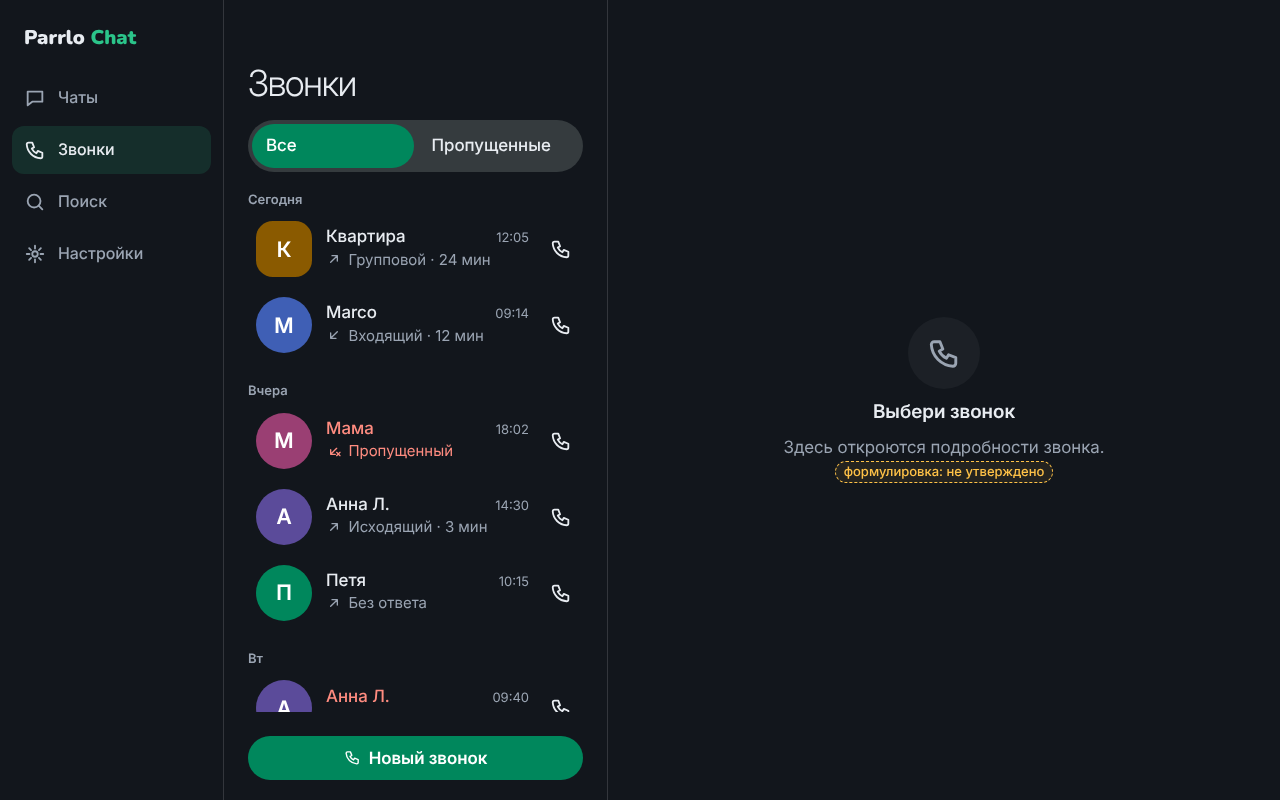 Parrlo Chat
Чаты
Звонки
Поиск
Настройки
Звонки
Все
Пропущенные
Сегодня
К
Квартира
12:05
Групповой · 24 мин
M
Marco
09:14
Входящий · 12 мин
Вчера
М
Мама
18:02
Пропущенный
А
Анна Л.
14:30
Исходящий · 3 мин
П
Петя
10:15
Без ответа
Вт
А
Анна Л.
09:40
Новый звонок
Выбери звонок
Здесь откроются подробности звонка.
формулировка: не утверждено